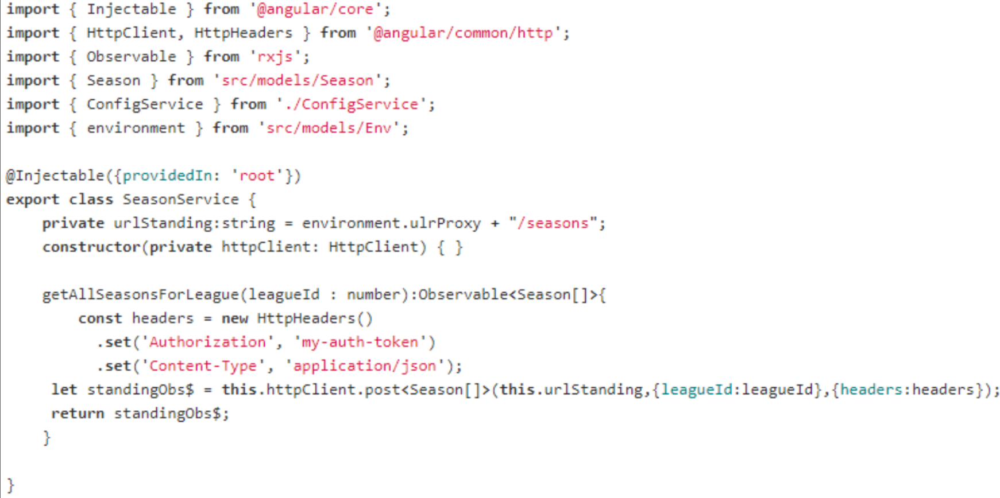 import { Injectable } from '@angular/core';
import { HttpClient, HttpHeaders } from '@angular/common/http';
import { Observable } from 'rxjs';
import { Season } from 'src/models/Season';
import { ConfigService } from './ConfigService';
import { environment } from 'src/models/Env';

@Injectable({providedIn: 'root'})
export class SeasonService {
    private urlStanding:string = environment.ulrProxy + "/seasons";
    constructor(private httpClient: HttpClient) { }

    getAllSeasonsForLeague(leagueId : number):Observable<Season[]>{
        const headers = new HttpHeaders()
          .set('Authorization', 'my-auth-token')
          .set('Content-Type', 'application/json');
     let standingObs$ = this.httpClient.post<Season[]>(this.urlStanding,{leagueId:leagueId},{headers:headers});
     return standingObs$;
    }

}